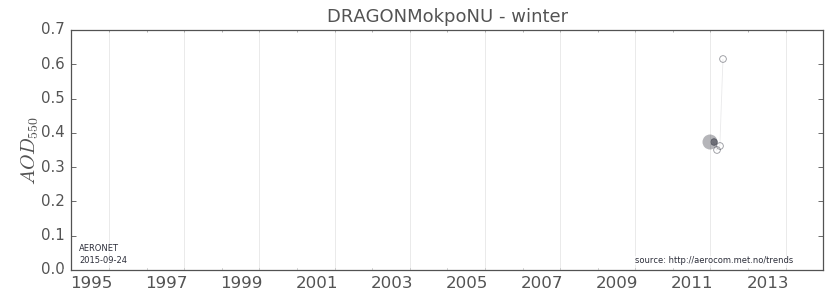 DRAGONMokpoNU - winter
0.7
0.6
0.5
0.4
0.3
0.2
0.1
0.0
AOD550
AERONET
2015-09-24
source: http://aerocom.met.no/trends
1995 1997 1999 2001 2003 2005 2007 2009 2011 2013